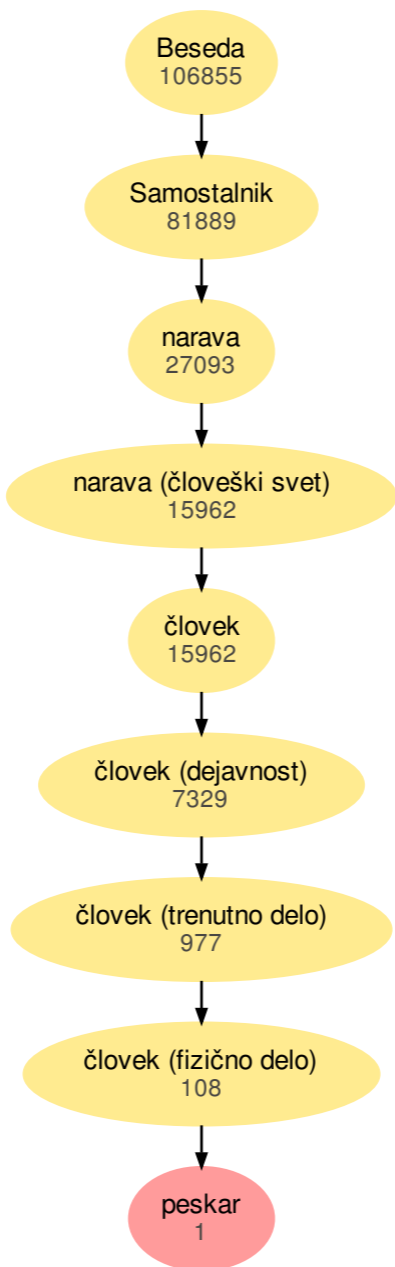 Beseda
106855
Samostalnik
81889
narava
27093
narava (človeški svet)
15962
človek
15962
človek (dejavnost)
7329
človek (trenutno delo)
977
človek (fizično delo)
108
peskar
1